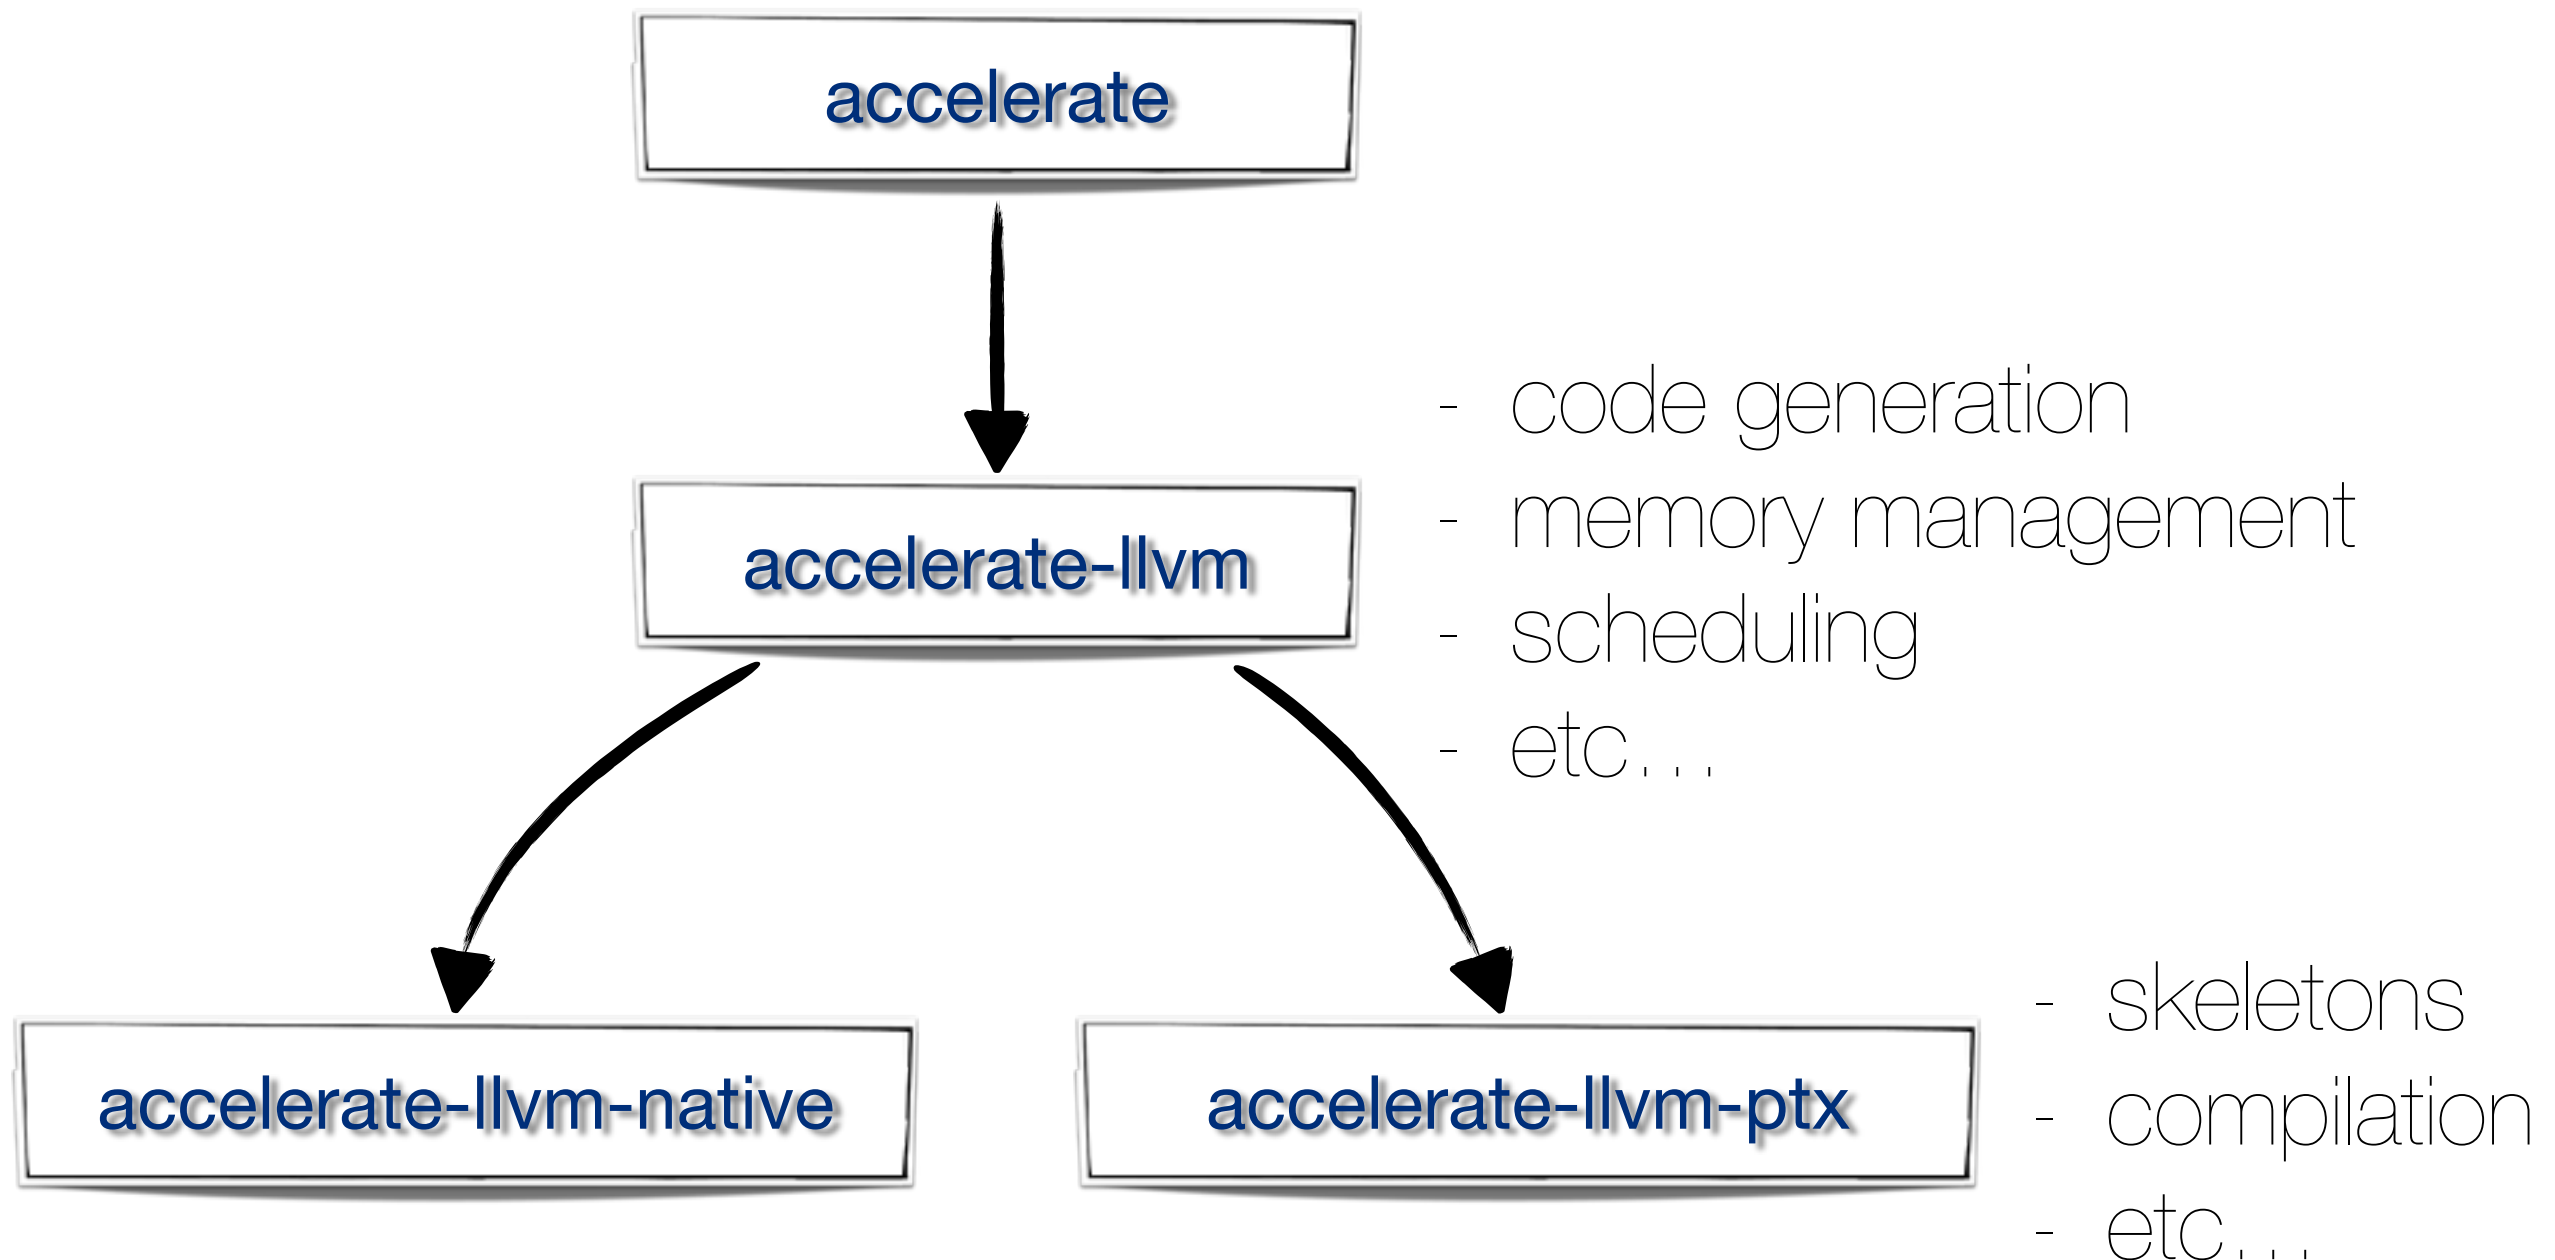 accelerate
accelerate-llvm
- code generation
- memory management
- scheduling
- etc…
accelerate-llvm-native
accelerate-llvm-ptx
- skeletons
- compilation
- etc…